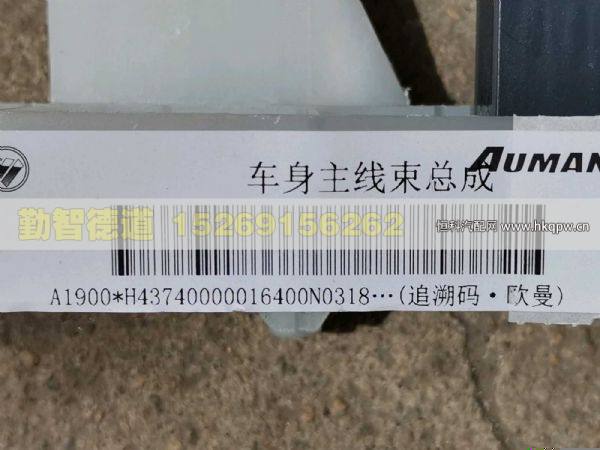 车身主线束总成
AUMAN
勤智德道 15269156262
恒科汽配网 www.hkqpw.cn
A1900*H43740000016400N0318···(追溯码·欧曼)